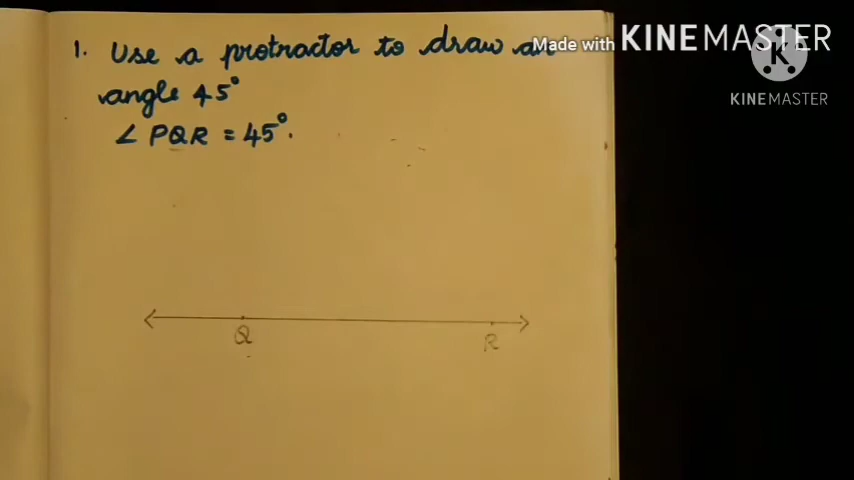 1. Use a protractor to draw an
angle 45°
∠ PQR = 45°.
Q
R
Made with KINEMASTER
K
KINEMASTER